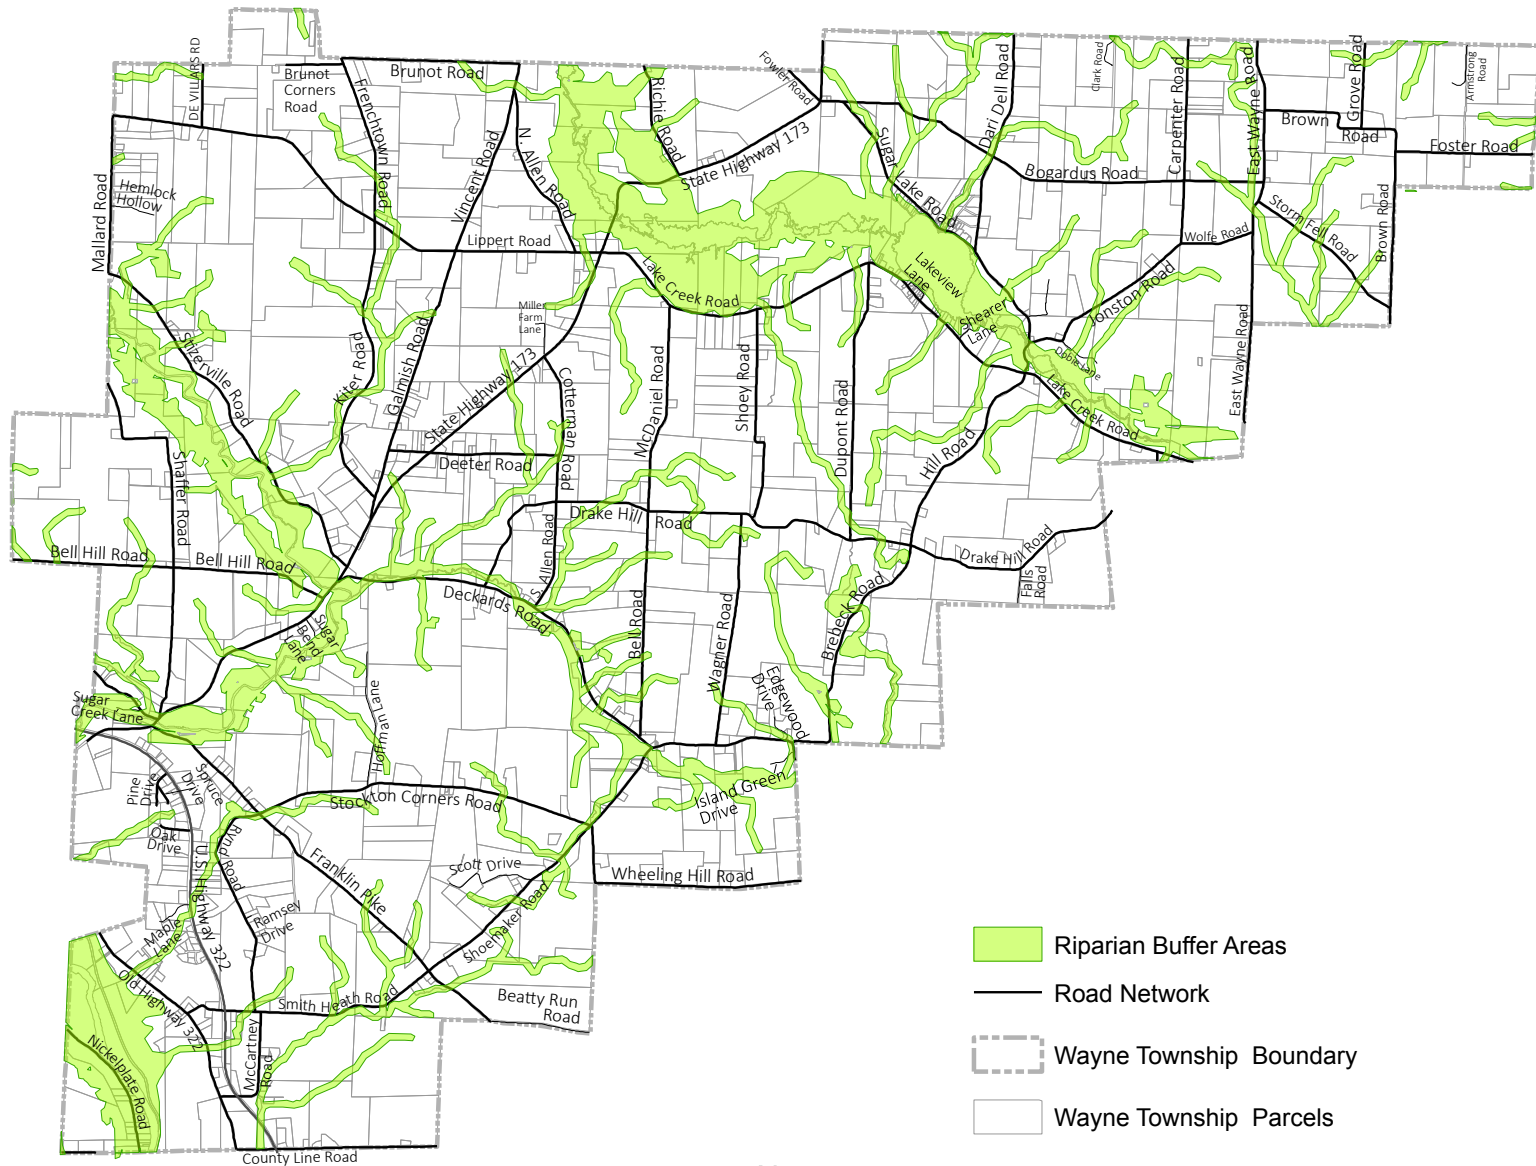 DE VILLARS RD
Brunot
Corners
Road
Brunot Road
Frenchtown Road
Vincent Road
N. Allen Road
Richie Road
Fowler Road
State Highway 173
Sugar Lake Road
Dari Dell Road
Clark Road
Carpenter Road
East Wayne Road
Grove Road
Armstrong
Road
Brown
Road
Foster Road
Bogardus Road
Mallard Road
Hemlock
Hollow
Lippert Road
Wolfe Road
Storm Fell Road
Brown Road
Lake Creek Road
Lakeview
Lane
Shearer
Lane
Jonston Road
Miller
Farm
Lane
Stizerville Road
Kiter Road
Galmish Road
State Highway 173
Cotterman Road
McDaniel Road
Shoey Road
Dupont Road
Doble Lane
Lake Creek Road
East Wayne Road
Hill Road
Deeter Road
Shaffer Road
Drake Hill
Road
Drake Hill Road
Falls
Road
Bell Hill Road
Bell Hill Road
S. Allen Road
Deckards Road
Sugar
Bend
Lane
Bell Road
Wagner Road
Brebeck Road
Edgewood
Drive
Sugar
Creek Lane
Hoffman Lane
Pine
Drive
Spruce
Drive
Oak
Drive
Rynd Road
Stockton Corners Road
Island Green
Drive
U.S. Highway 322
Franklin Pike
Scott Drive
Wheeling Hill Road
Maple
Lane
Ramsey
Drive
Shoemaker Road
Old Highway 322
Smith Heath Road
Beatty Run
Road
Nickelplate Road
McCartney
Road
County Line Road
Riparian Buffer Areas
Road Network
Wayne Township Boundary
Wayne Township Parcels